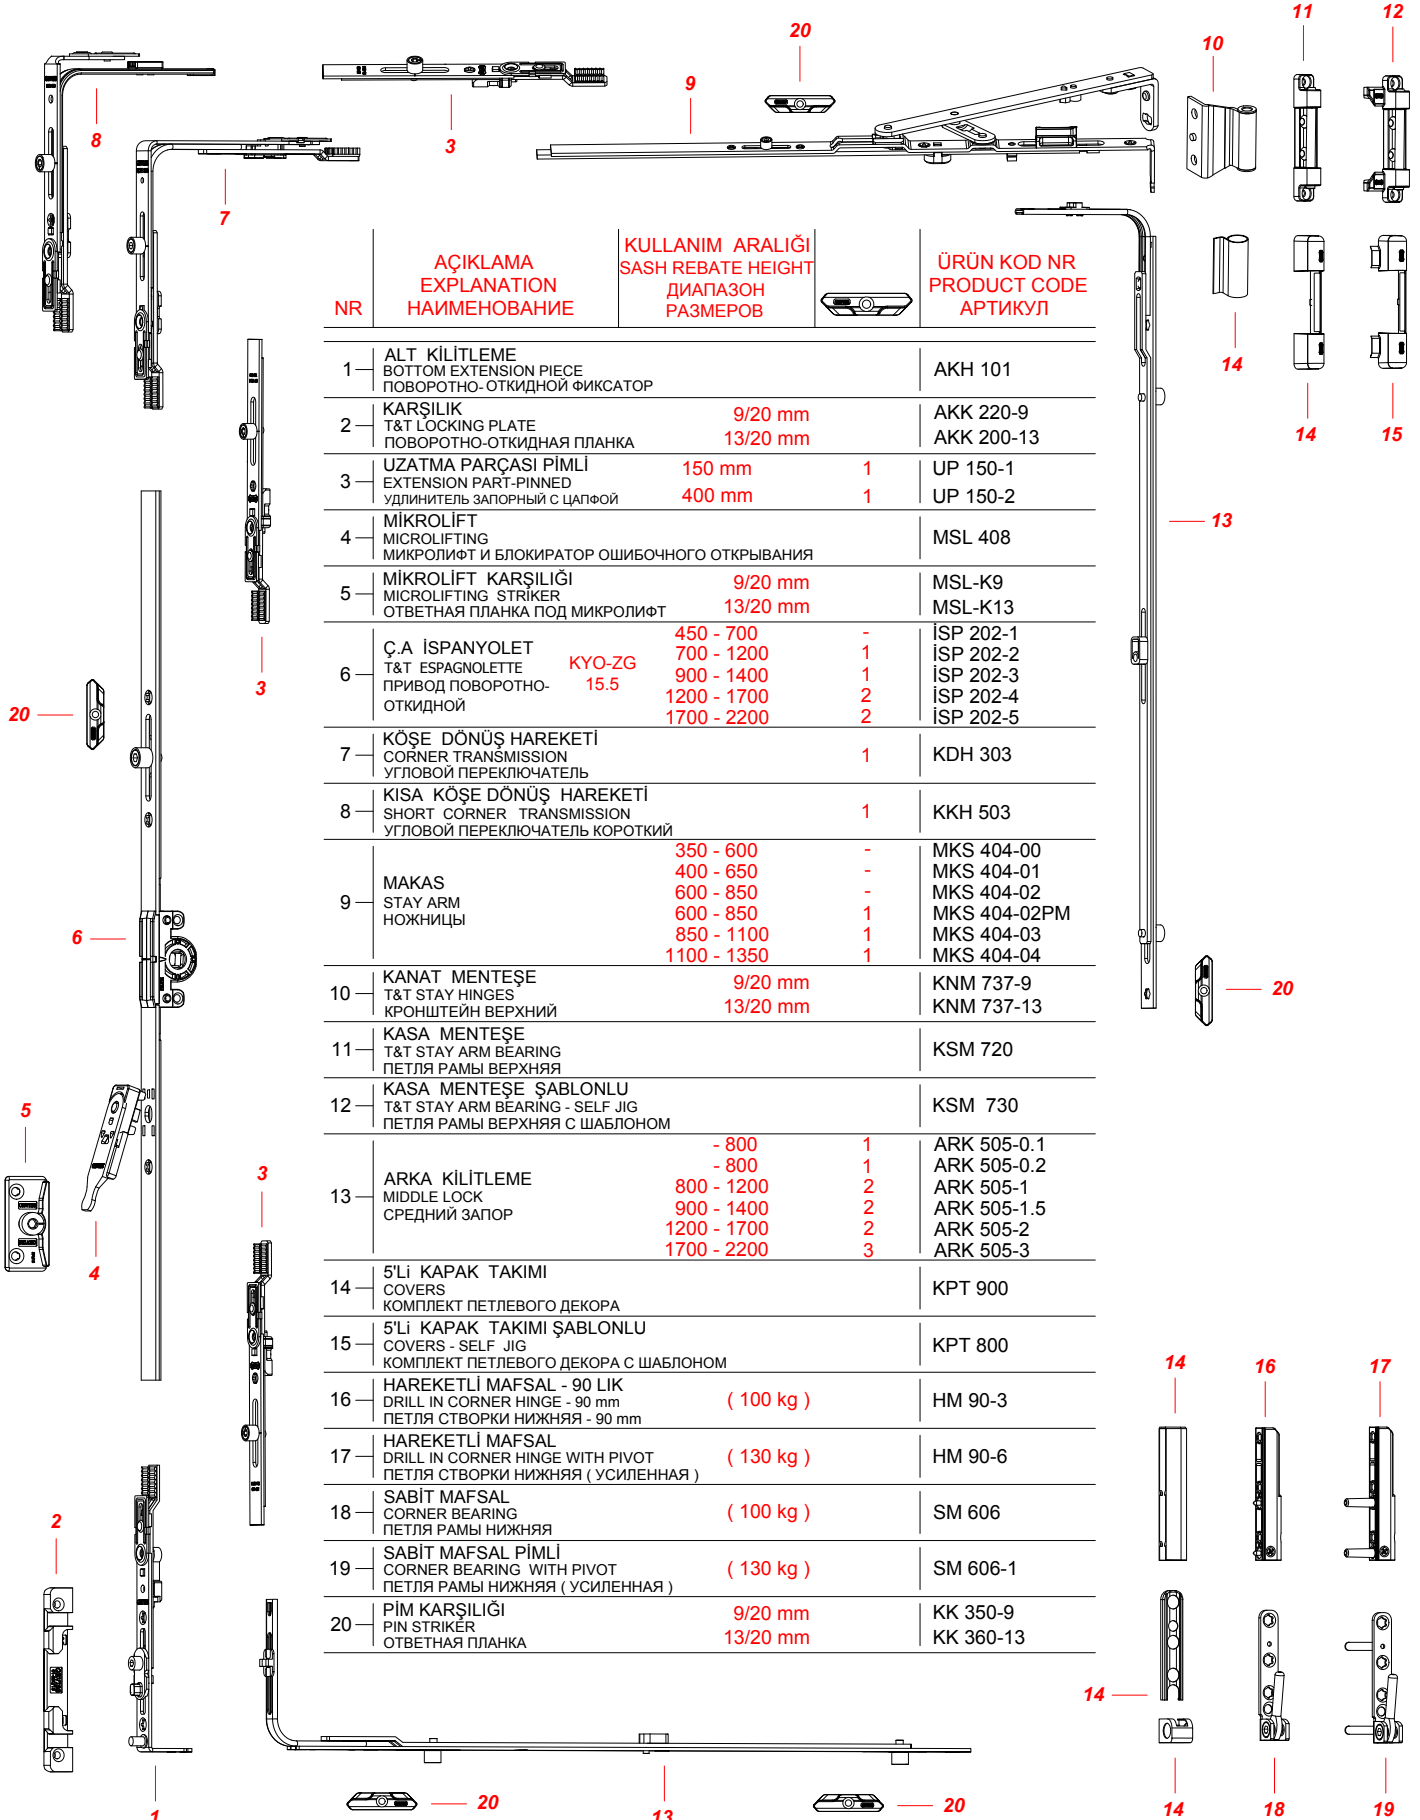 11
12
20
10
9
8
3
7
AÇIKLAMA
EXPLANATION
НАИМЕНОВАНИЕ
KULLANIM ARALIĞI
SASH REBATE HEIGHT
ДИАПАЗОН
РАЗМЕРОВ
ÜRÜN KOD NR
PRODUCT CODE
АРТИКУЛ
NR
1 ALT KİLİTLEME
BOTTOM EXTENSION PIECE
ПОВОРОТНО-ОТКИДНОЙ ФИКСАТОР
AKH 101
2 KARŞILIK
T&T LOCKING PLATE
ПОВОРОТНО-ОТКИДНАЯ ПЛАНКА
9/20 mm AKK 220-9
13/20 mm AKK 200-13
3 UZATMA PARÇASI PİMLİ
EXTENSION PART-PINNED
УДЛИНИТЕЛЬ ЗАПОРНЫЙ С ЦАПФОЙ
150 mm 1 UP 150-1
400 mm 1 UP 150-2
4 MİKROLİFT
MICROLIFTING
МИКРОЛИФТ И БЛОКИРАТОР ОШИБОЧНОГО ОТКРЫВАНИЯ
MSL 408
5 MİKROLİFT KARŞILIĞI
MICROLIFTING STRIKER
ОТВЕТНАЯ ПЛАНКА ПОД МИКРОЛИФТ
9/20 mm MSL-K9
13/20 mm MSL-K13
6 Ç.A İSPANYOLET
T&T ESPAGNOLETTE
ПРИВОД ПОВОРОТНО-
ОТКИДНОЙ
KYO-ZG
15.5
450 - 700 - İSP 202-1
700 - 1200 1 İSP 202-2
900 - 1400 1 İSP 202-3
1200 - 1700 2 İSP 202-4
1700 - 2200 2 İSP 202-5
7 KÖŞE DÖNÜŞ HAREKETİ
CORNER TRANSMISSION
УГЛОВОЙ ПЕРЕКЛЮЧАТЕЛЬ
1 KDH 303
8 KISA KÖŞE DÖNÜŞ HAREKETİ
SHORT CORNER TRANSMISSION
УГЛОВОЙ ПЕРЕКЛЮЧАТЕЛЬ КОРОТКИЙ
1 KKH 503
9 MAKAS
STAY ARM
НОЖНИЦЫ
350 - 600 - MKS 404-00
400 - 650 - MKS 404-01
600 - 850 - MKS 404-02
600 - 850 1 MKS 404-02PM
850 - 1100 1 MKS 404-03
1100 - 1350 1 MKS 404-04
10 KANAT MENTEŞE
T&T STAY HINGES
КРОНШТЕЙН ВЕРХНИЙ
9/20 mm KNM 737-9
13/20 mm KNM 737-13
11 KASA MENTEŞE
T&T STAY ARM BEARING
ПЕТЛЯ РАМЫ ВЕРХНЯЯ
KSM 720
12 KASA MENTEŞE ŞABLONLU
T&T STAY ARM BEARING - SELF JIG
ПЕТЛЯ РАМЫ ВЕРХНЯЯ С ШАБЛОНОМ
KSM 730
13 ARKA KİLİTLEME
MIDDLE LOCK
СРЕДНИЙ ЗАПОР
- 800 1 ARK 505-0.1
- 800 1 ARK 505-0.2
800 - 1200 2 ARK 505-1
900 - 1400 2 ARK 505-1.5
1200 - 1700 2 ARK 505-2
1700 - 2200 3 ARK 505-3
14 5'Li KAPAK TAKIMI
COVERS
КОМПЛЕКТ ПЕТЛЕВОГО ДЕКОРА
KPT 900
15 5'Li KAPAK TAKIMI ŞABLONLU
COVERS - SELF JIG
КОМПЛЕКТ ПЕТЛЕВОГО ДЕКОРА С ШАБЛОНОМ
KPT 800
16 HAREKETLİ MAFSAL - 90 LIK
DRILL IN CORNER HINGE - 90 mm
ПЕТЛЯ СТВОРКИ НИЖНЯЯ - 90 mm
( 100 kg ) HM 90-3
17 HAREKETLİ MAFSAL
DRILL IN CORNER HINGE WITH PIVOT
ПЕТЛЯ СТВОРКИ НИЖНЯЯ ( УСИЛЕННАЯ )
( 130 kg ) HM 90-6
18 SABİT MAFSAL
CORNER BEARING
ПЕТЛЯ РАМЫ НИЖНЯЯ
( 100 kg ) SM 606
19 SABİT MAFSAL PİMLİ
CORNER BEARING WITH PIVOT
ПЕТЛЯ РАМЫ НИЖНЯЯ ( УСИЛЕННАЯ )
( 130 kg ) SM 606-1
20 PİM KARŞILIĞI
PIN STRIKER
ОТВЕТНАЯ ПЛАНКА
9/20 mm KK 350-9
13/20 mm KK 360-13
14
14
15
13
3
20
6
20
5
4
3
14
16
17
2
14
14
18
19
1
20
13
20